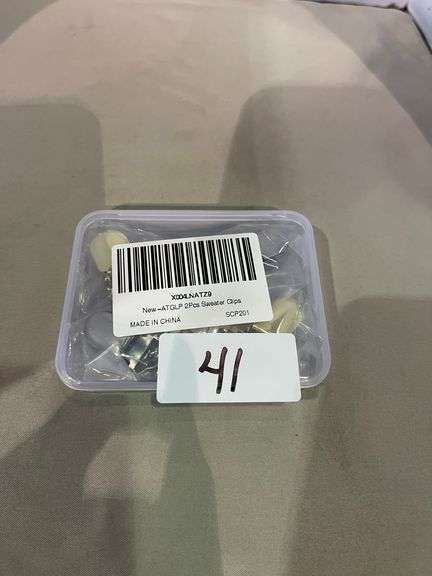 X004LNATZ9
New-ATGLP 2Pcs Sweater Clips
MADE IN CHINA SCP201
41